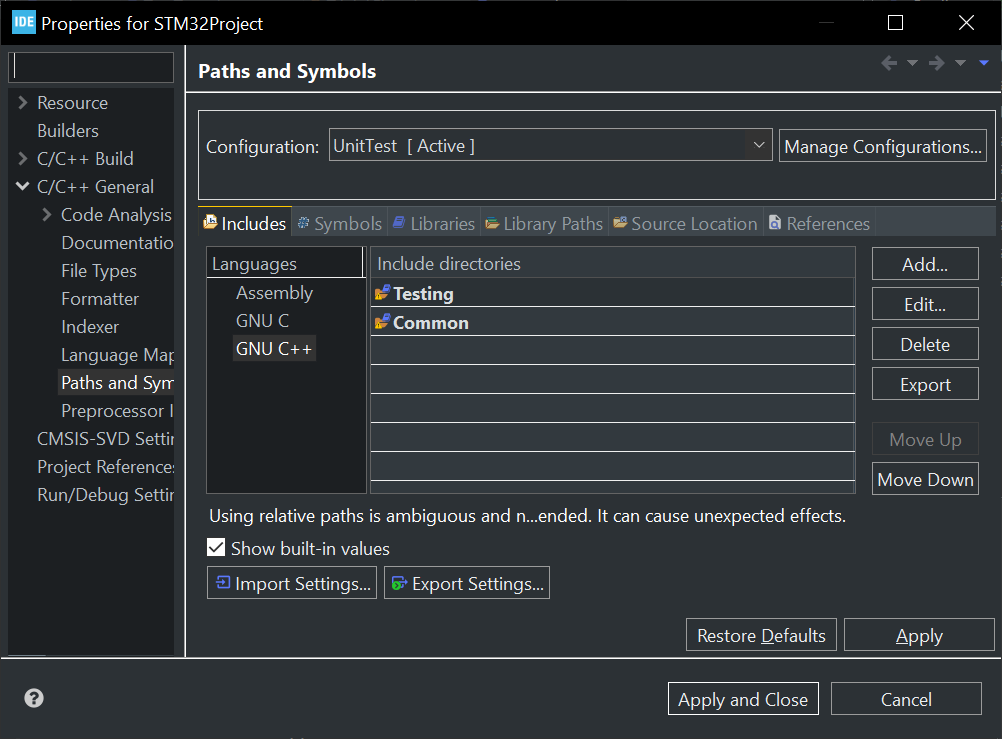 IDE Properties for STM32Project
Paths and Symbols
Resource
Builders
C/C++ Build
C/C++ General
Code Analysis
Documentatio
File Types
Formatter
Indexer
Language Map
Paths and Sym
Preprocessor I
CMSIS-SVD Settin
Project References
Run/Debug Settin
Configuration: UnitTest [ Active ] Manage Configurations...
Includes Symbols Libraries Library Paths Source Location References
Languages
Assembly
GNU C
GNU C++
Include directories
Testing
Common
Add...
Edit...
Delete
Export
Move Up
Move Down
Using relative paths is ambiguous and n...ended. It can cause unexpected effects.
Show built-in values
Import Settings... Export Settings...
Restore Defaults Apply
Apply and Close Cancel